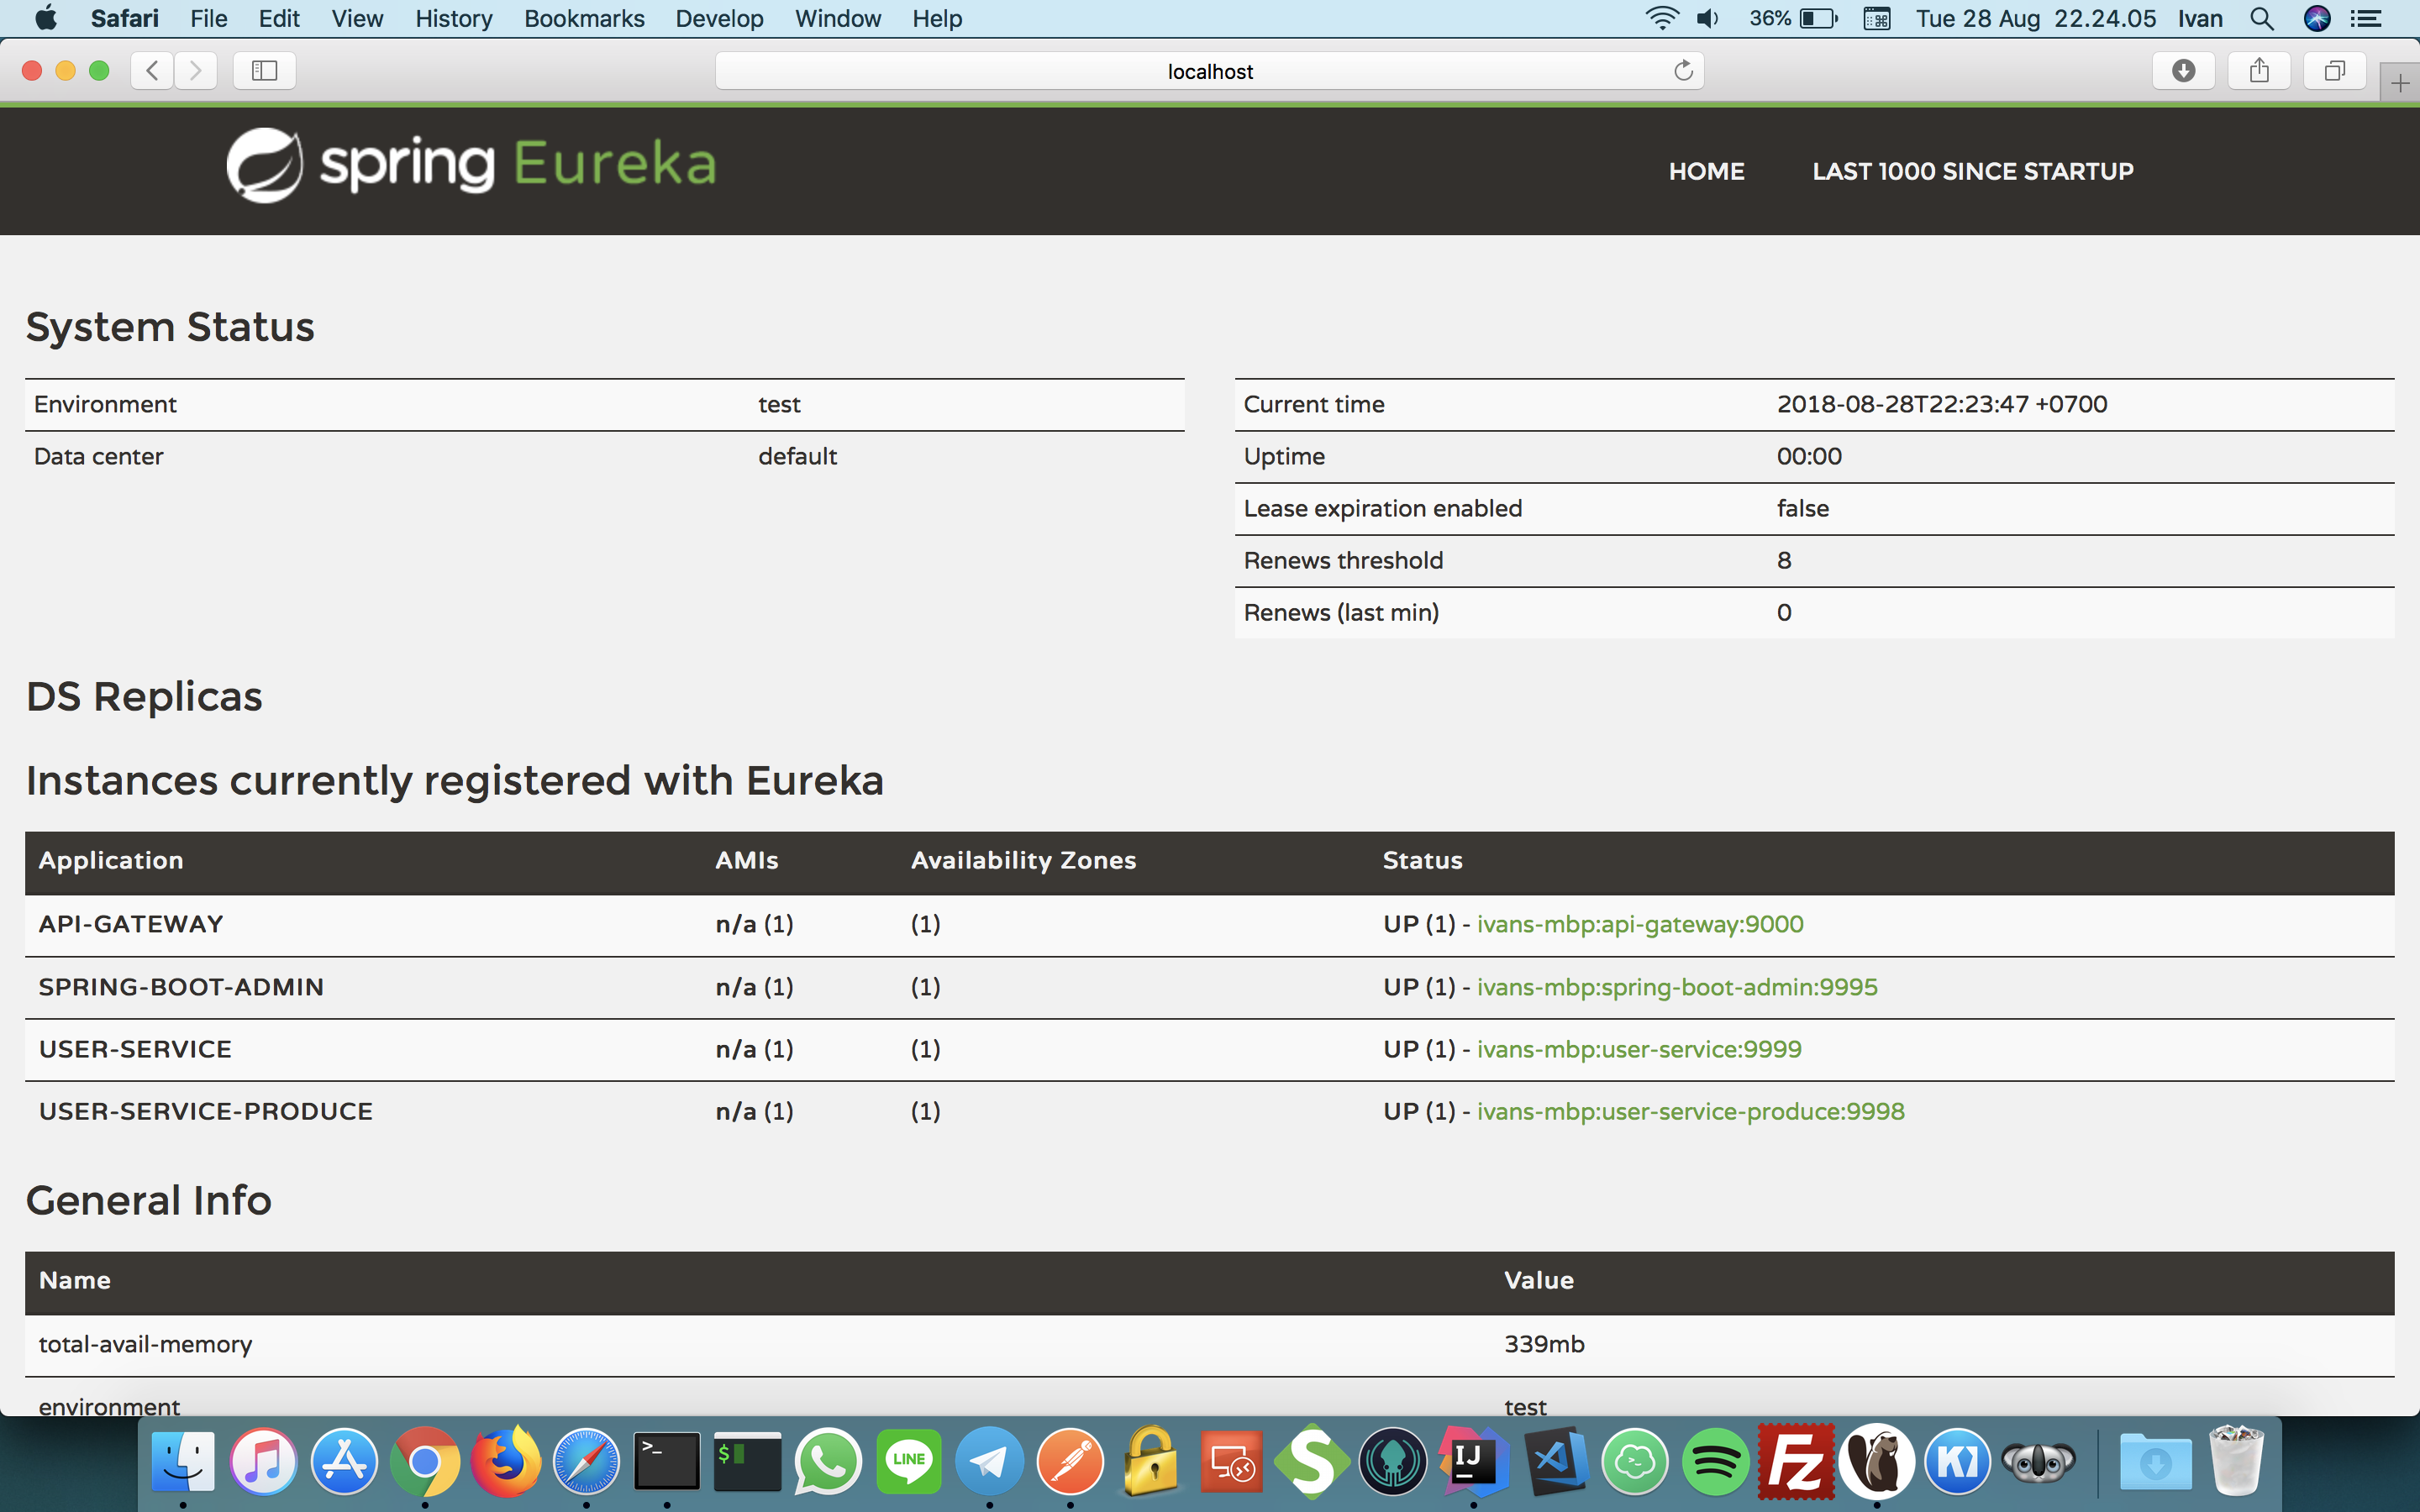 Safari File Edit View History Bookmarks Develop Window Help 36% Tue 28 Aug 22.24.05 Ivan
localhost
spring Eureka HOME LAST 1000 SINCE STARTUP
System Status
Environment test
Data center default
Current time 2018-08-28T22:23:47 +0700
Uptime 00:00
Lease expiration enabled false
Renews threshold 8
Renews (last min) 0
DS Replicas
Instances currently registered with Eureka
Application AMIs Availability Zones Status
API-GATEWAY n/a (1) (1) UP (1) - ivans-mbp:api-gateway:9000
SPRING-BOOT-ADMIN n/a (1) (1) UP (1) - ivans-mbp:spring-boot-admin:9995
USER-SERVICE n/a (1) (1) UP (1) - ivans-mbp:user-service:9999
USER-SERVICE-PRODUCE n/a (1) (1) UP (1) - ivans-mbp:user-service-produce:9998
General Info
Name Value
total-avail-memory 339mb
environment test
>_ $ LINE S IJ Fz KI